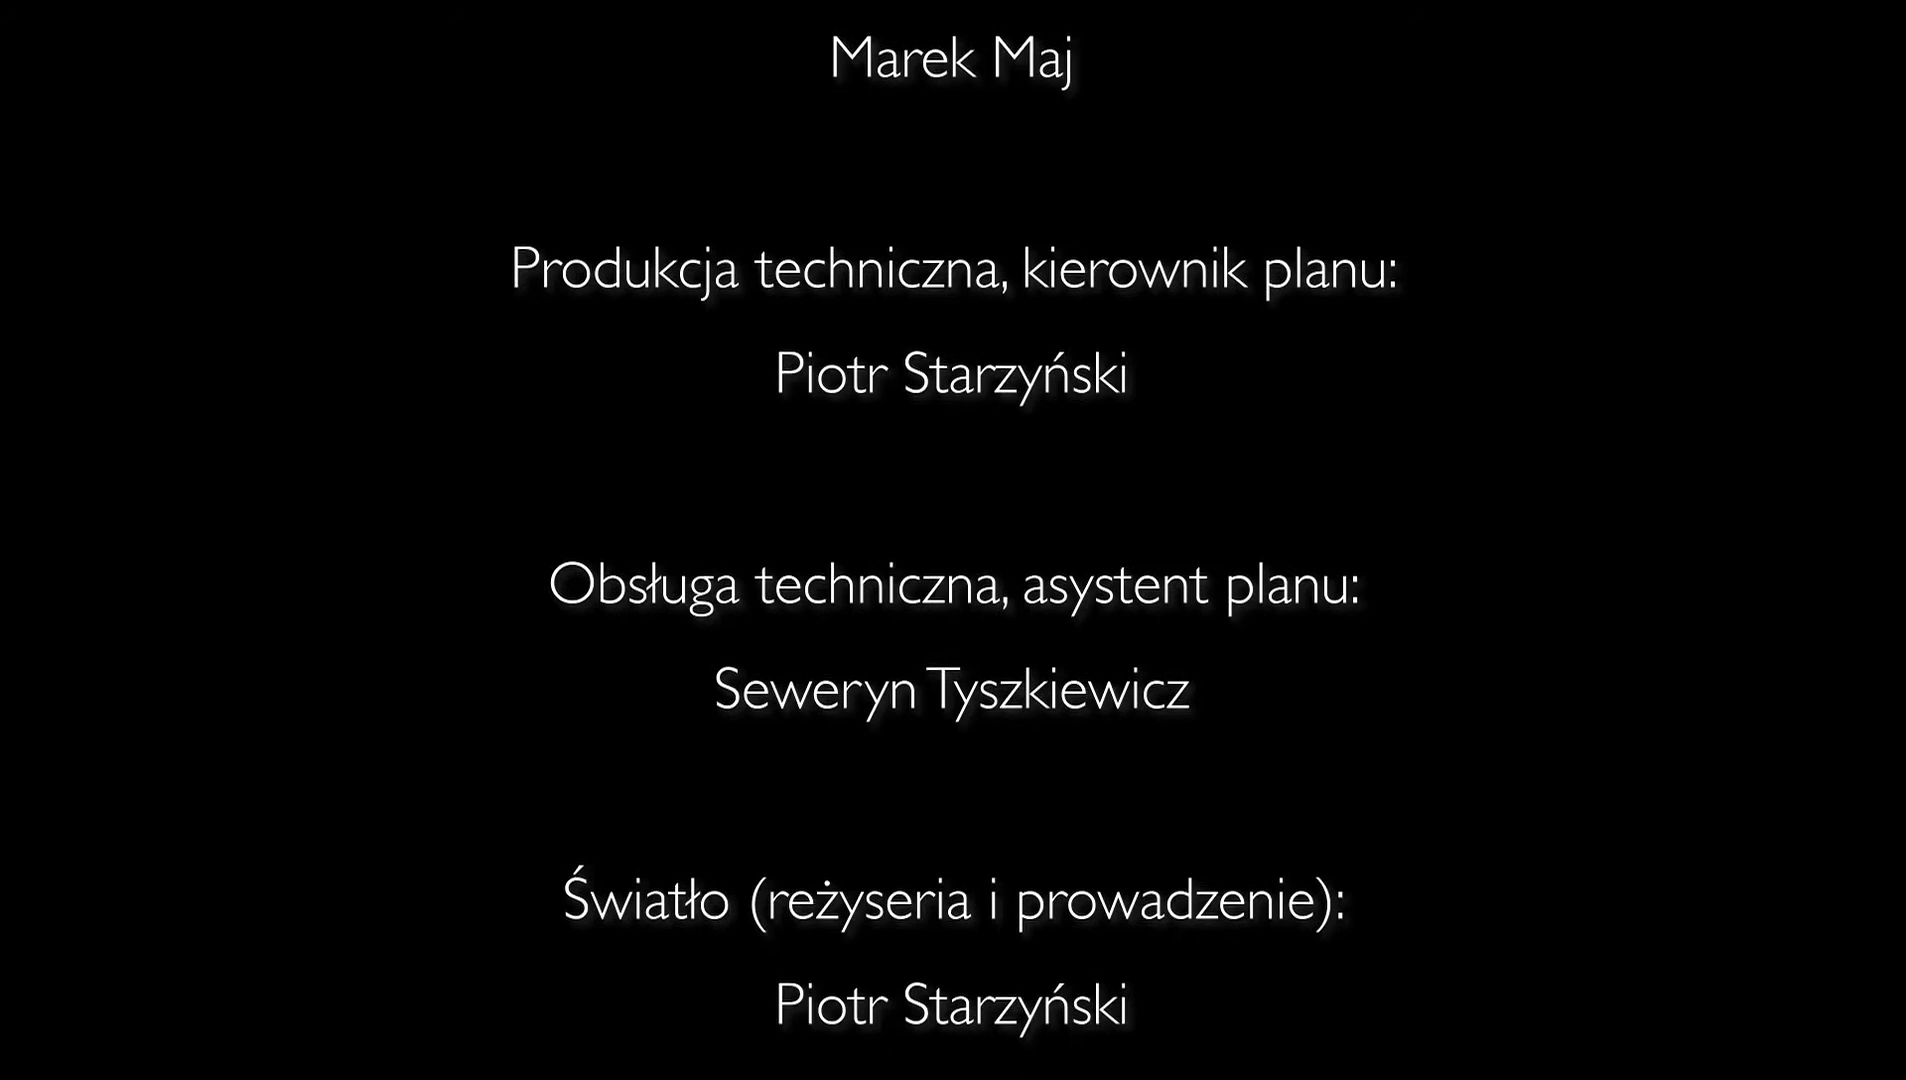 Marek Maj
Produkcja techniczna, kierownik planu:
Piotr Starzyński
Obsługa techniczna, asystent planu:
Seweryn Tyszkiewicz
Światło (reżyseria i prowadzenie):
Piotr Starzyński